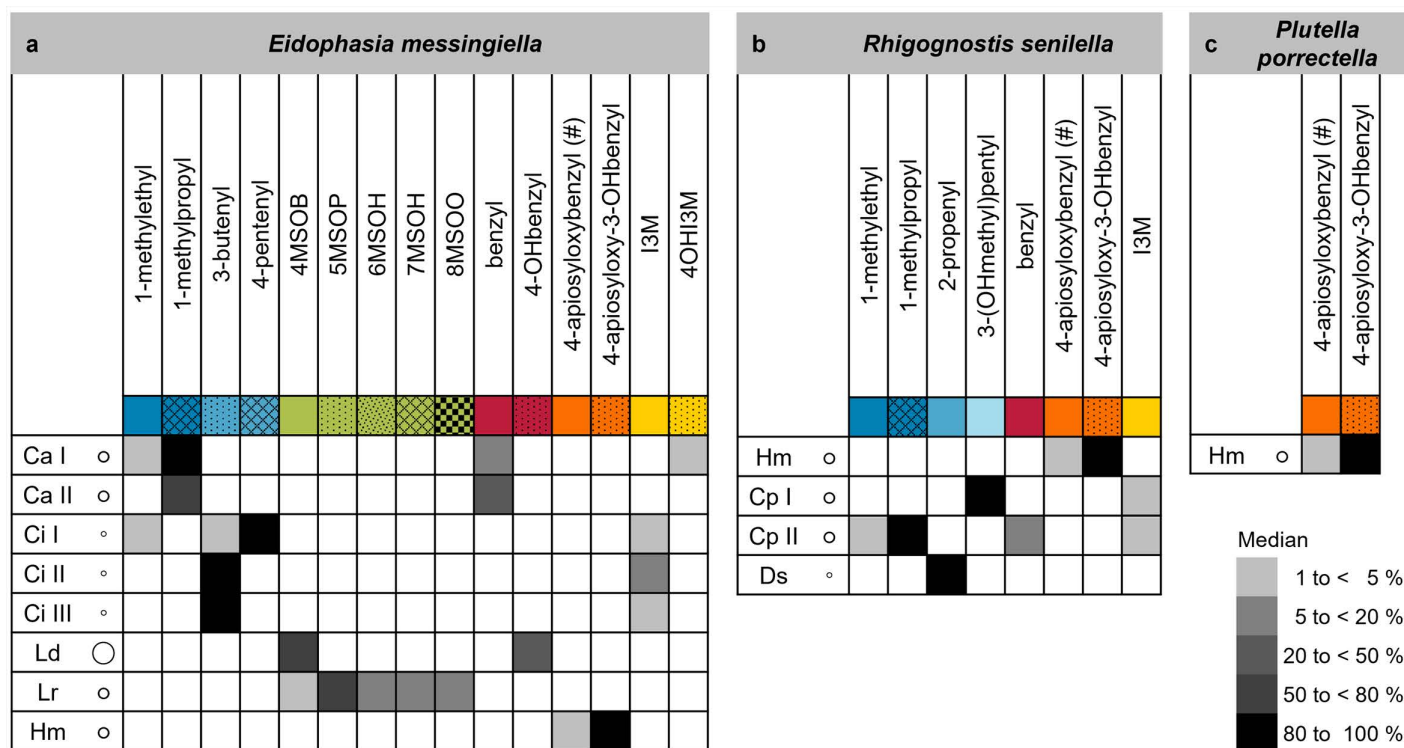 a Eidophasia messingiella
1-methylethyl
1-methylpropyl
3-butenyl
4-pentenyl
4MSOB
5MSOP
6MSOH
7MSOH
8MSOO
benzyl
4-OHbenzyl
4-apiosyloxybenzyl (#)
4-apiosyloxy-3-OHbenzyl
I3M
4OHI3M
Ca I
Ca II
Ci I
Ci II
Ci III
Ld
Lr
Hm
b Rhigognostis senilella
1-methylethyl
1-methylpropyl
2-propenyl
3-(OHmethyl)pentyl
benzyl
4-apiosyloxybenzyl (#)
4-apiosyloxy-3-OHbenzyl
I3M
Hm
Cp I
Cp II
Ds
c Plutella
porrectella
4-apiosyloxybenzyl (#)
4-apiosyloxy-3-OHbenzyl
Hm
Median
1 to < 5 %
5 to < 20 %
20 to < 50 %
50 to < 80 %
80 to 100 %